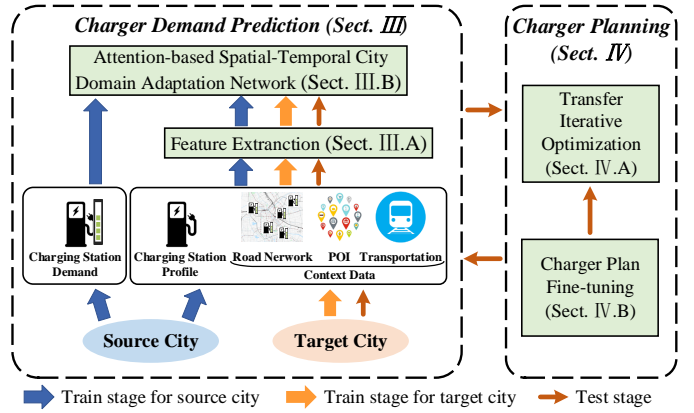 Charger Demand Prediction (Sect. Ⅲ)
Attention-based Spatial-Temporal City
Domain Adaptation Network (Sect. Ⅲ.B)
Feature Extranction (Sect. Ⅲ.A)
Charging Station
Demand
Charging Station
Profile
Road Nerwork
POI
Transportation
Context Data
Source City
Target City
Charger Planning
(Sect. Ⅳ)
Transfer
Iterative
Optimization
(Sect. Ⅳ.A)
Charger Plan
Fine-tuning
(Sect. Ⅳ.B)
Train stage for source city
Train stage for target city
Test stage